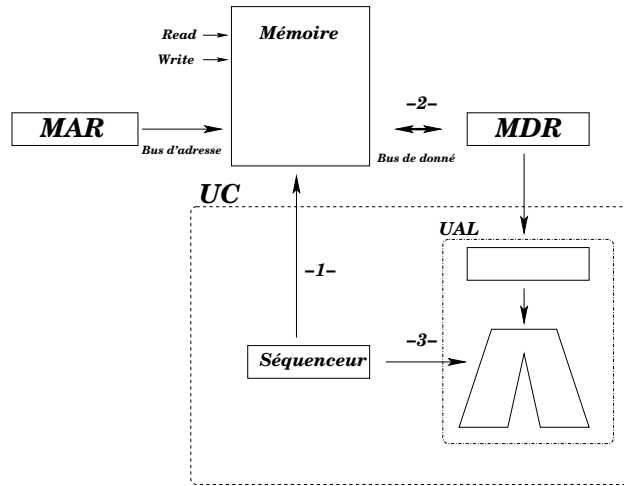 Read
Mémoire
Write
–2–
MAR
MDR
Bus d'adresse
Bus de donné
UC
UAL
–1–
–3–
Séquenceur